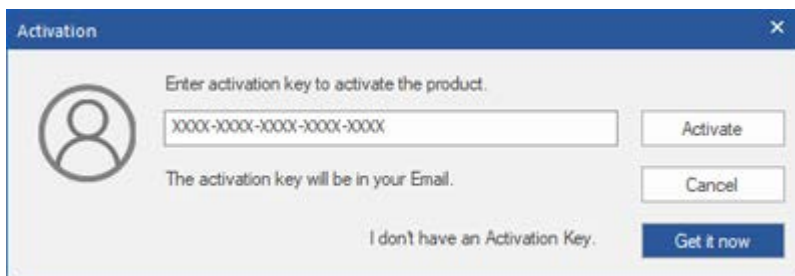 Activation
Enter activation key to activate the product.
XXXX-XXXX-XXXX-XXXX-XXXX
Activate
The activation key will be in your Email.
Cancel
I don't have an Activation Key.
Get it now